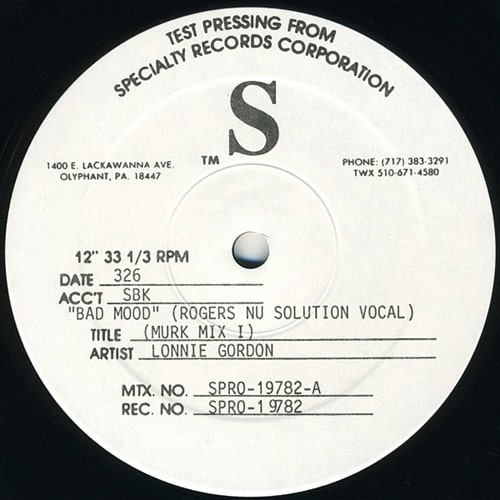 TEST PRESSING FROM
SPECIALTY RECORDS CORPORATION
S
TM
1400 E. LACKAWANNA AVE.
OLYPHANT, PA. 18447
PHONE: (717) 383-3291
TWX 510-671-4580
12" 33 1/3 RPM
DATE 326
ACC'T SBK
"BAD MOOD" (ROGERS NU SOLUTION VOCAL)
TITLE (MURK MIX I)
ARTIST LONNIE GORDON
MTX. NO. SPRO-19782-A
REC. NO. SPRO-19782